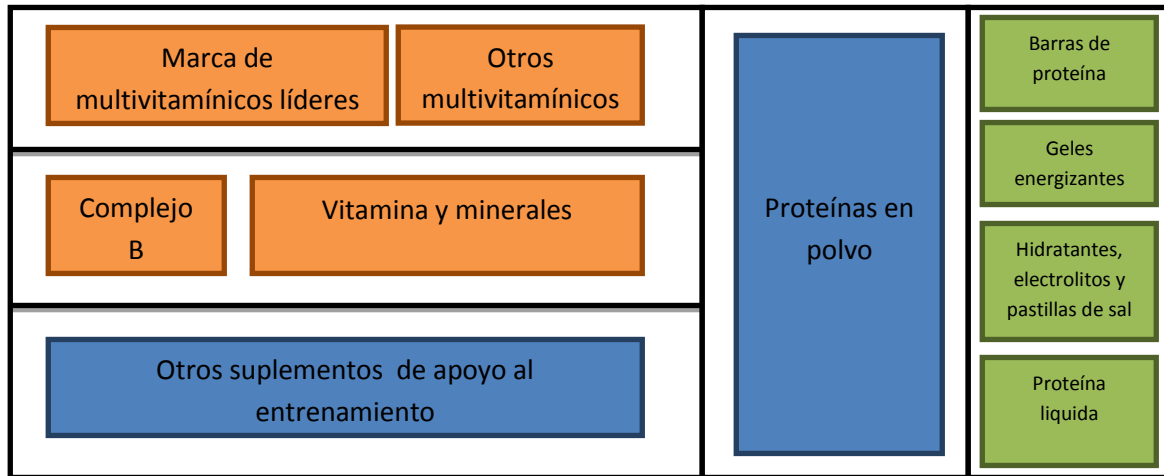 Marca de
multivitamínicos líderes
Otros
multivitamínicos
Complejo
B
Vitamina y minerales
Otros suplementos  de apoyo al
entrenamiento
Proteínas en
polvo
Barras de
proteína
Geles
energizantes
Hidratantes,
electrolitos y
pastillas de sal
Proteína
liquida